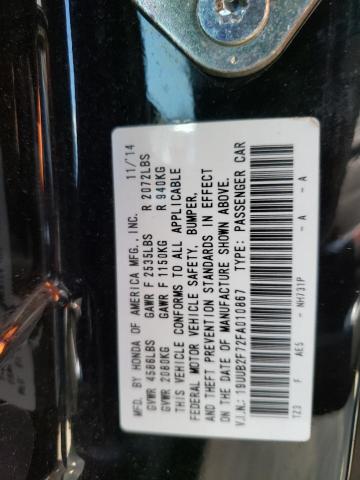 MFD. BY HONDA OF AMERICA MFG., INC. 11/14
GVWR 4586LBS GAWR F 2535LBS R 2072LBS
GVWR 2080KG GAWR F 1150KG R 940KG
THIS VEHICLE CONFORMS TO ALL APPLICABLE
FEDERAL MOTOR VEHICLE SAFETY, BUMPER,
AND THEFT PREVENTION STANDARDS IN EFFECT
ON THE DATE OF MANUFACTURE SHOWN ABOVE.
V.I.N.: 19UUB2F72FA010867 TYPE: PASSENGER CAR
1Z3 F AE5 - NH731P - A - A